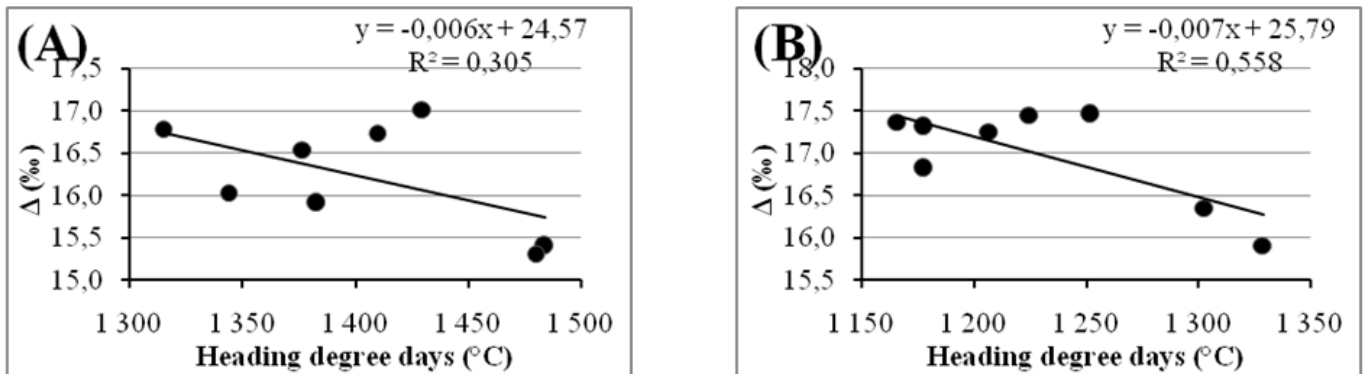 (A)
y = -0,006x + 24,57
R² = 0,305
17,5
17,0
16,5
16,0
15,5
15,0
Δ (‰)
1 300 1 350 1 400 1 450 1 500
Heading degree days (°C)
(B)
y = -0,007x + 25,79
R² = 0,558
18,0
17,5
17,0
16,5
16,0
15,5
Δ (‰)
1 150 1 200 1 250 1 300 1 350
Heading degree days (°C)